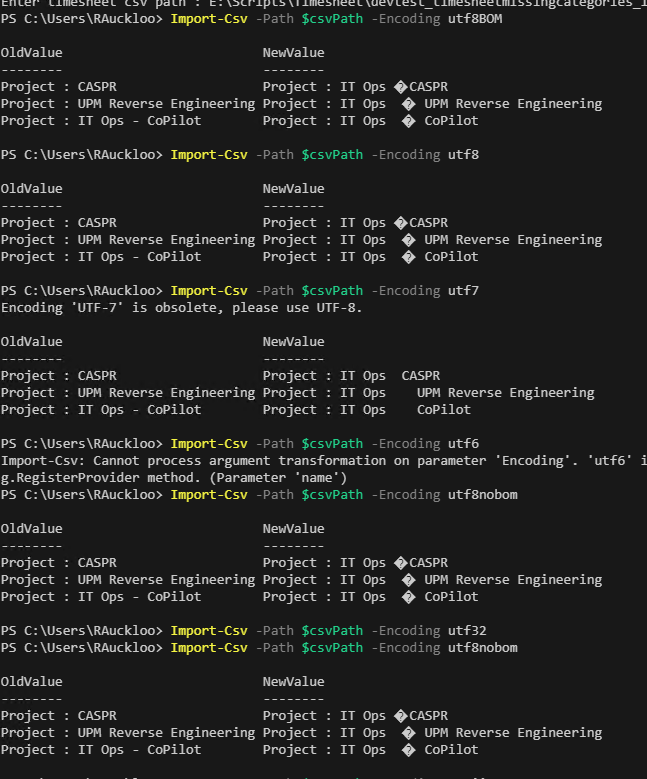 Enter timesheet csv path : E:\Scripts\Timesheet\devtest_timesheetmissingcategories_1
PS C:\Users\RAuckloo> Import-Csv -Path $csvPath -Encoding utf8BOM
OldValue NewValue
-------- --------
Project : CASPR Project : IT Ops �CASPR
Project : UPM Reverse Engineering Project : IT Ops � UPM Reverse Engineering
Project : IT Ops - CoPilot Project : IT Ops � CoPilot
PS C:\Users\RAuckloo> Import-Csv -Path $csvPath -Encoding utf8
OldValue NewValue
-------- --------
Project : CASPR Project : IT Ops �CASPR
Project : UPM Reverse Engineering Project : IT Ops � UPM Reverse Engineering
Project : IT Ops - CoPilot Project : IT Ops � CoPilot
PS C:\Users\RAuckloo> Import-Csv -Path $csvPath -Encoding utf7
Encoding 'UTF-7' is obsolete, please use UTF-8.
OldValue NewValue
-------- --------
Project : CASPR Project : IT Ops CASPR
Project : UPM Reverse Engineering Project : IT Ops UPM Reverse Engineering
Project : IT Ops - CoPilot Project : IT Ops CoPilot
PS C:\Users\RAuckloo> Import-Csv -Path $csvPath -Encoding utf6
Import-Csv: Cannot process argument transformation on parameter 'Encoding'. 'utf6' i
g.RegisterProvider method. (Parameter 'name')
PS C:\Users\RAuckloo> Import-Csv -Path $csvPath -Encoding utf8nobom
OldValue NewValue
-------- --------
Project : CASPR Project : IT Ops �CASPR
Project : UPM Reverse Engineering Project : IT Ops � UPM Reverse Engineering
Project : IT Ops - CoPilot Project : IT Ops � CoPilot
PS C:\Users\RAuckloo> Import-Csv -Path $csvPath -Encoding utf32
PS C:\Users\RAuckloo> Import-Csv -Path $csvPath -Encoding utf8nobom
OldValue NewValue
-------- --------
Project : CASPR Project : IT Ops �CASPR
Project : UPM Reverse Engineering Project : IT Ops � UPM Reverse Engineering
Project : IT Ops - CoPilot Project : IT Ops � CoPilot